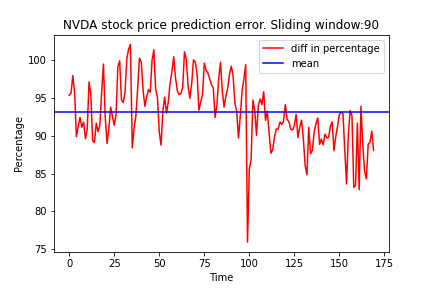 NVDA stock price prediction error. Sliding window:90
diff in percentage
mean
Percentage
100
95
90
85
80
75
0
25
50
75
100
125
150
175
Time